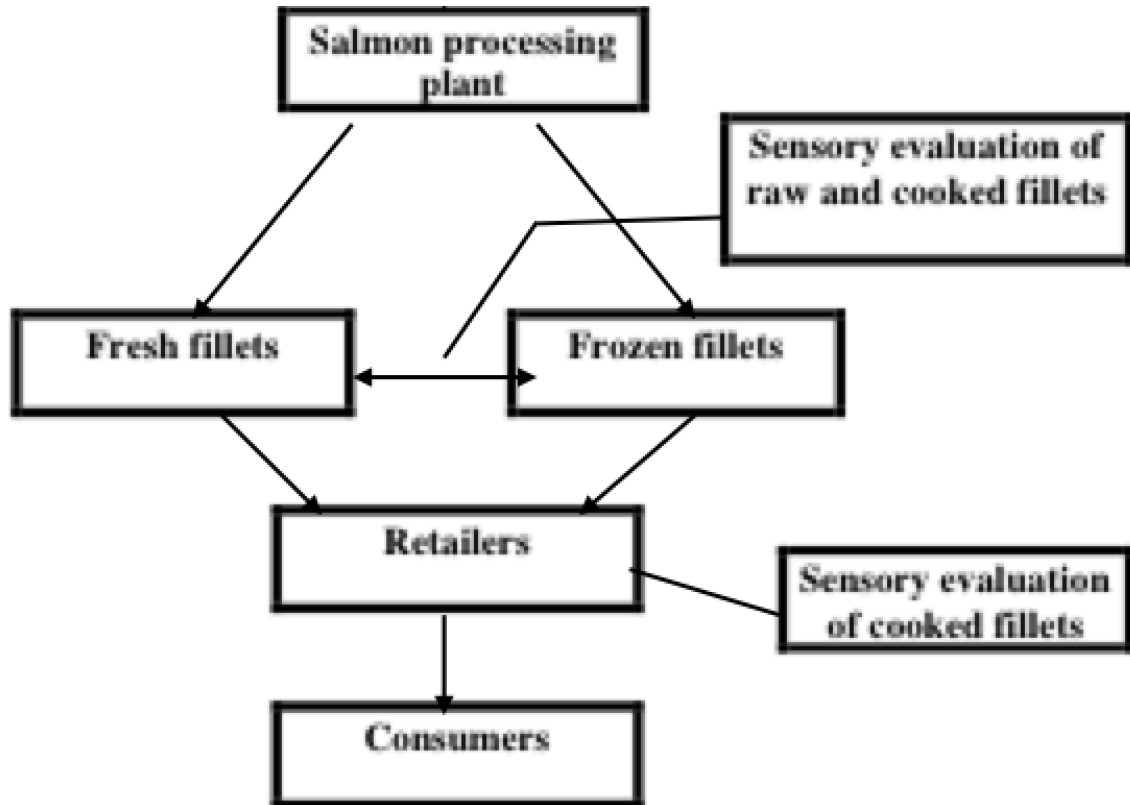 Salmon processing
plant
Sensory evaluation of
raw and cooked fillets
Fresh fillets
Frozen fillets
Retailers
Sensory evaluation
of cooked fillets
Consumers